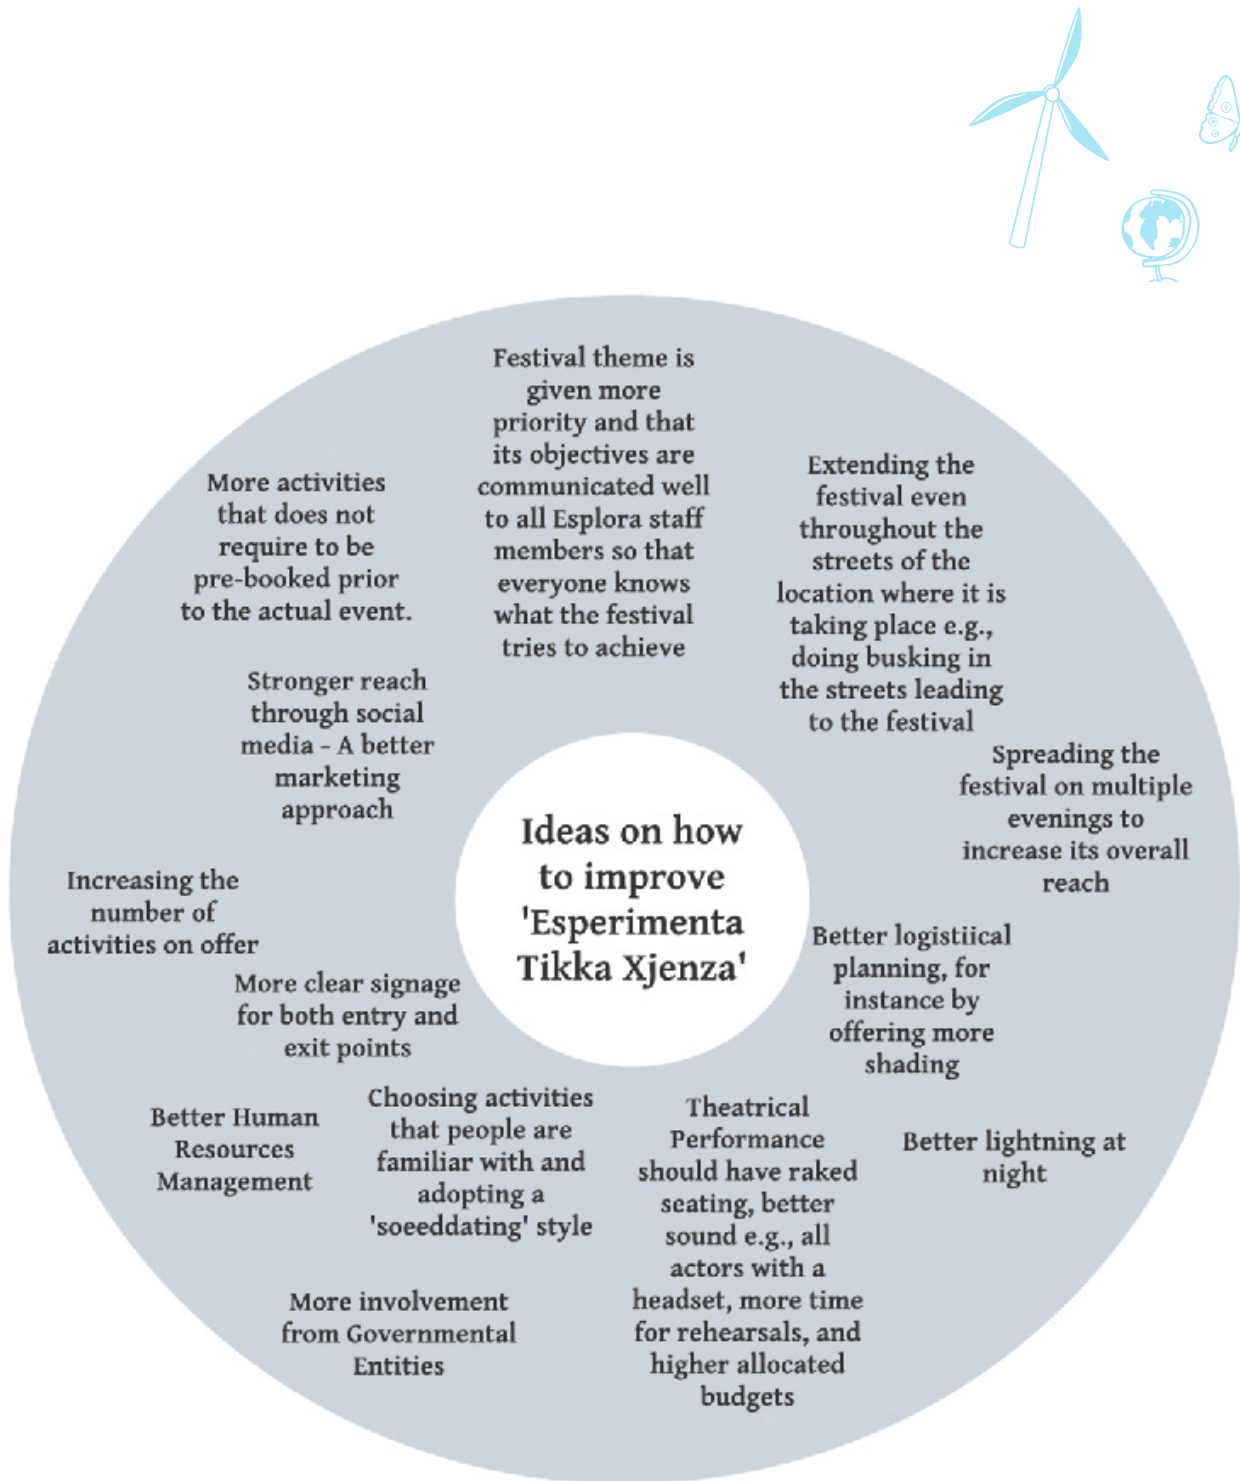 Festival theme is
given more
priority and that
its objectives are
communicated well
to all Esplora staff
members so that
everyone knows
what the festival
tries to achieve
Extending the
festival even
throughout the
streets of the
location where it is
taking place e.g.,
doing busking in
the streets leading
to the festival
Spreading the
festival on multiple
evenings to
increase its overall
reach
Better logistiical
planning, for
instance by
offering more
shading
Better lightning at
night
Theatrical
Performance
should have raked
seating, better
sound e.g., all
actors with a
headset, more time
for rehearsals, and
higher allocated
budgets
More involvement
from Governmental
Entities
Choosing activities
that people are
familiar with and
adopting a
'soeeddating' style
Better Human
Resources
Management
More clear signage
for both entry and
exit points
Increasing the
number of
activities on offer
Stronger reach
through social
media - A better
marketing
approach
More activities
that does not
require to be
pre-booked prior
to the actual event.
Ideas on how
to improve
'Esperimenta
Tikka Xjenza'